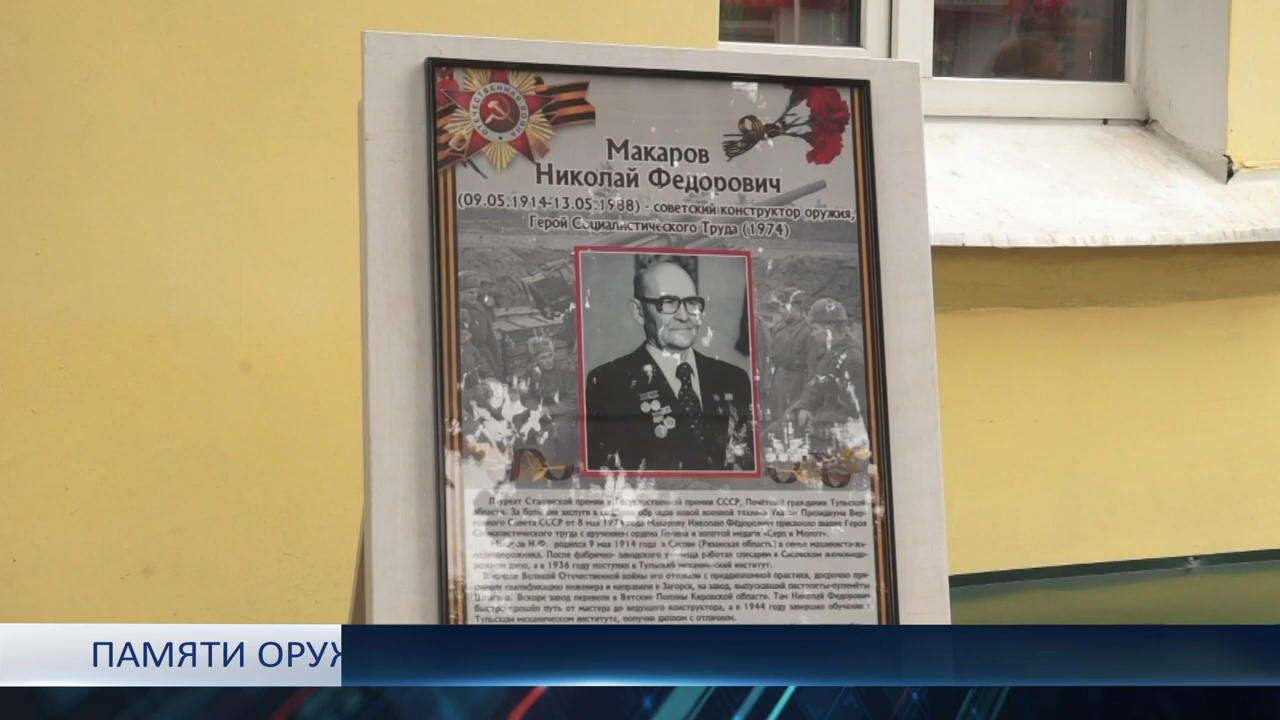 ОТЕЧЕСТВЕННАЯ ВОЙНА
Макаров
Николай Федорович
(09.05.1914-13.05.1988) - советский конструктор оружия,
Герой Социалистического Труда (1974)
Лауреат Сталинской премии и Государственной премии СССР, Почётный гражданин Тульской
области. За большие заслуги в создании образцов новой военной техники Указом Президиума Вер-
ховного Совета СССР от 8 мая 1974 года Макарову Николаю Фёдоровичу присвоено звание Героя
Социалистического труда с вручением ордена Ленина и золотой медали «Серп и Молот».
Макаров Н.Ф. родился 9 мая 1914 года в Сасове (Рязанская область) в семье машиниста-же-
лезнодорожника. После фабрично-заводского училища работал слесарем в Сасовском железнодо-
рожном депо, а в 1936 году поступил в Тульский механический институт.
В начале Великой Отечественной войны его отозвали с преддипломной практики, досрочно при-
своили квалификацию инженера и направили в Загорск, на завод, выпускавший пистолеты-пулемёты
Шпагина. Вскоре завод перевели в Вятские Поляны Кировской области. Там Николай Федорович
быстро прошёл путь от мастера до ведущего конструктора, а в 1944 году завершил обучение в
Тульском механическом институте, получив диплом с отличием.
ПАМЯТИ ОРУЖ